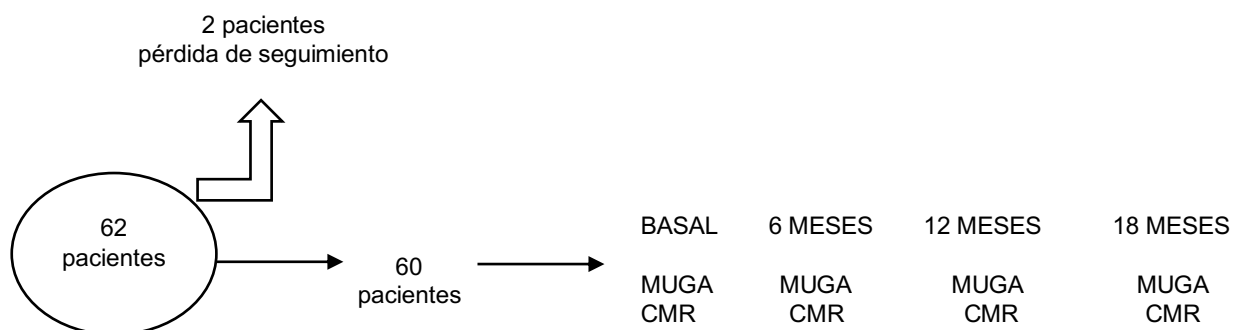 2 pacientes
pérdida de seguimiento
62
pacientes
60
pacientes
BASAL 6 MESES 12 MESES 18 MESES
MUGA MUGA MUGA MUGA
CMR CMR CMR CMR